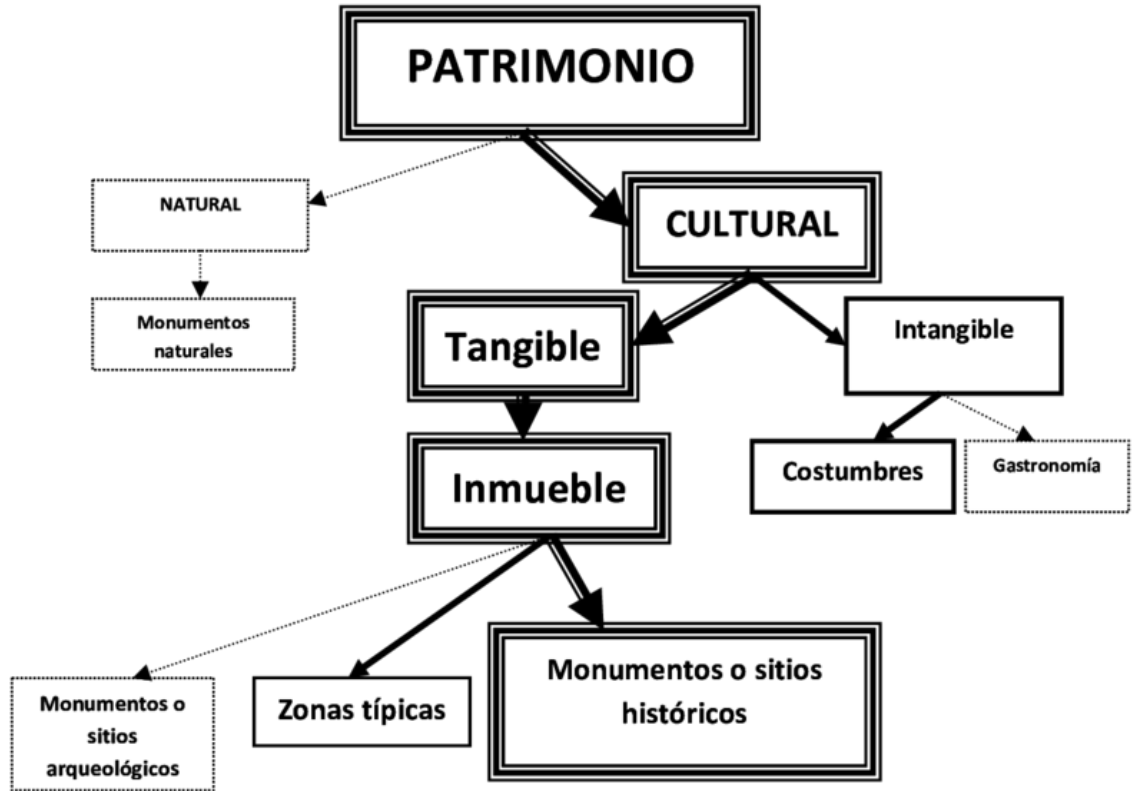 PATRIMONIO
NATURAL
CULTURAL
Monumentos
naturales
Tangible
Intangible
Inmueble
Costumbres
Gastronomía
Monumentos o
sitios
arqueológicos
Zonas típicas
Monumentos o sitios
históricos